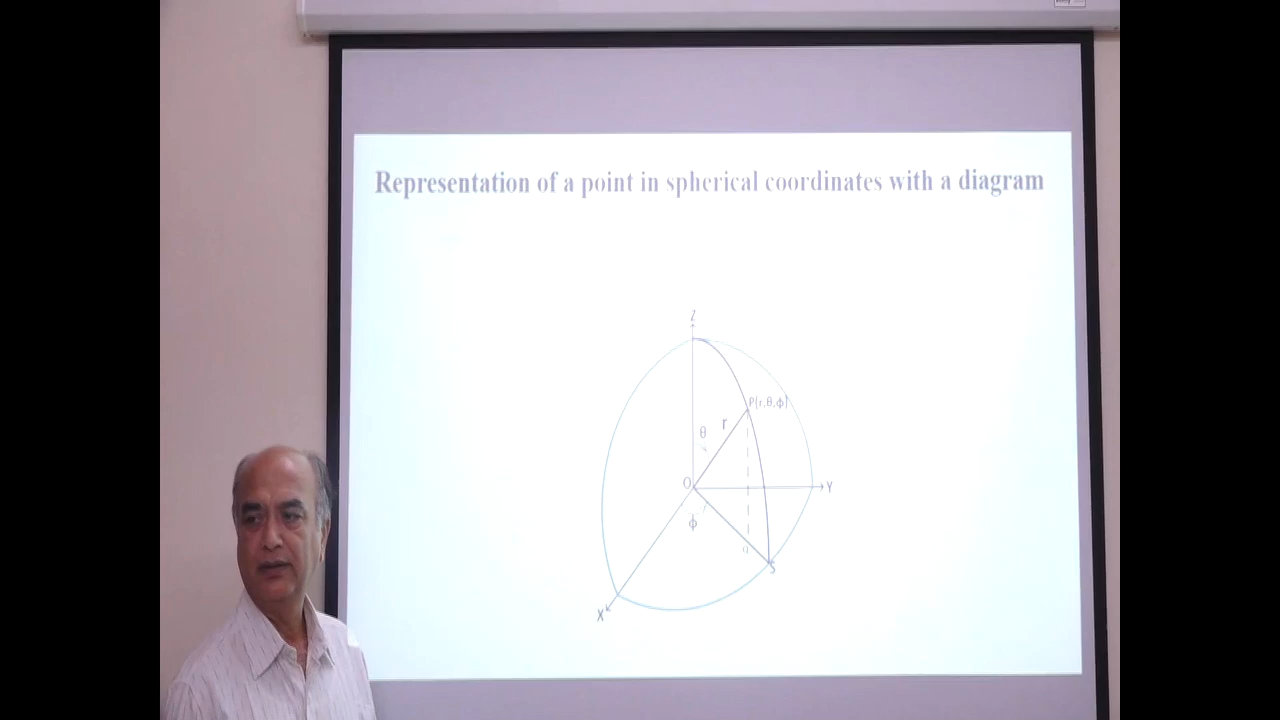 Representation of a point in spherical coordinates with a diagram
Z
P(r,θ,ϕ)
r
θ
O
Y
ϕ
S
X